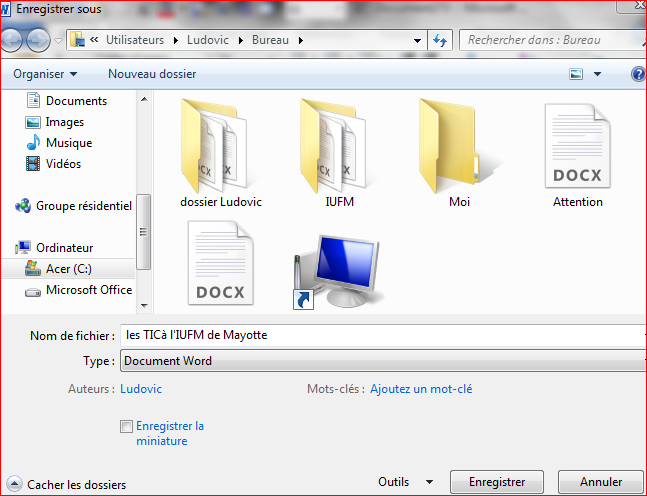 Enregistrer sous
« Utilisateurs Ludovic Bureau
Rechercher dans : Bureau
Organiser Nouveau dossier
Documents
Images
Musique
Vidéos
Groupe résidentiel
Ordinateur
Acer (C:)
Microsoft Office
dossier Ludovic
IUFM
Moi
DOCX
Attention
DOCX
Nom de fichier : les TICà l'IUFM de Mayotte
Type : Document Word
Auteurs : Ludovic Mots-clés : Ajoutez un mot-clé
Enregistrer la
miniature
Cacher les dossiers Outils Enregistrer Annuler